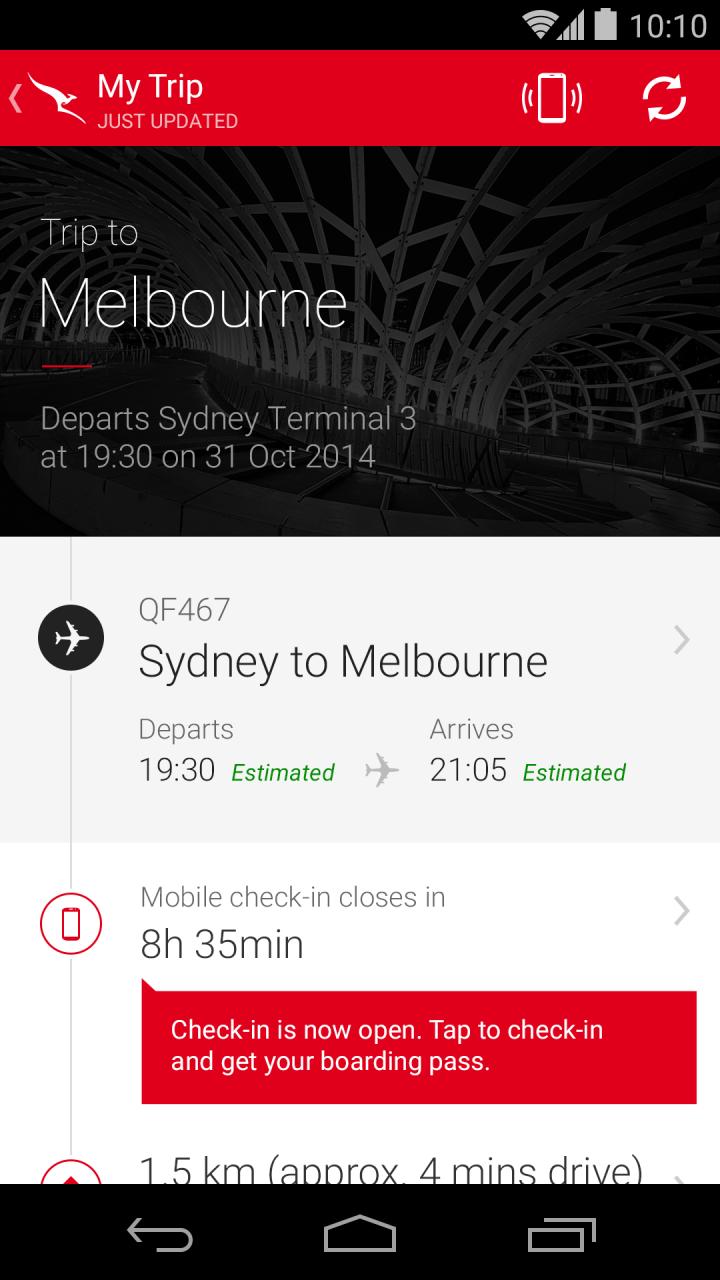 10:10
My Trip
JUST UPDATED
Trip to
Melbourne
Departs Sydney Terminal 3
at 19:30 on 31 Oct 2014
QF467
Sydney to Melbourne
Departs Arrives
19:30 Estimated 21:05 Estimated
Mobile check-in closes in
8h 35min
Check-in is now open. Tap to check-in
and get your boarding pass.
1.5 km (approx. 4 mins drive)